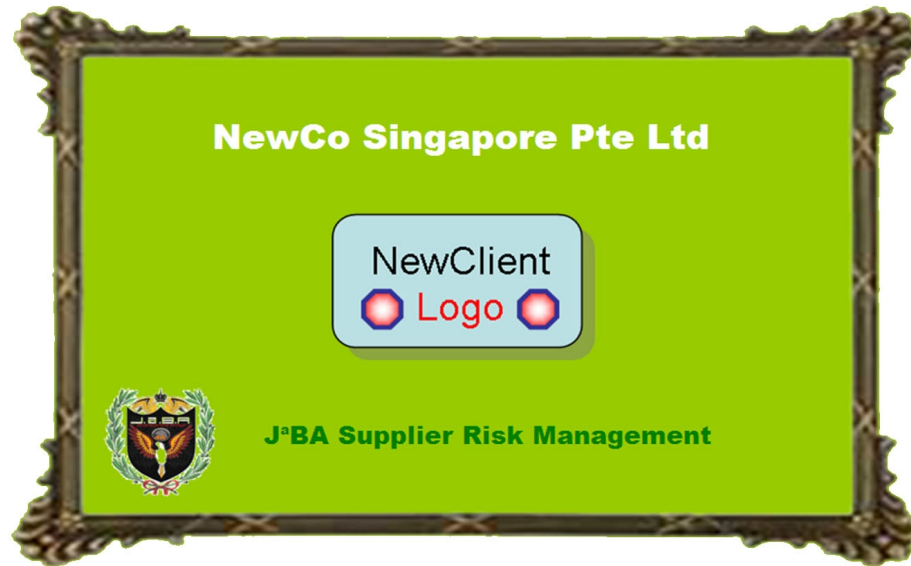 NewCo Singapore Pte Ltd
NewClient
Logo
J.a.B.A
JªBA Supplier Risk Management